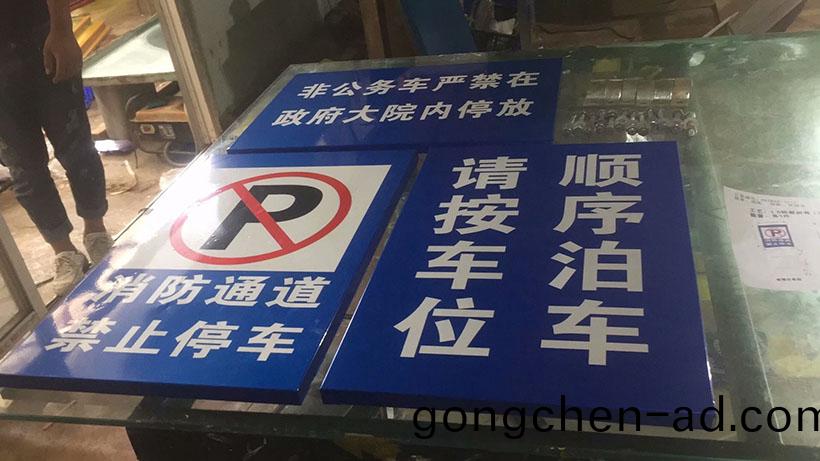 非公务车严禁在
政府大院内停放
P
消防通道
禁止停车
请按车位
顺序泊车
gongchen-ad.com